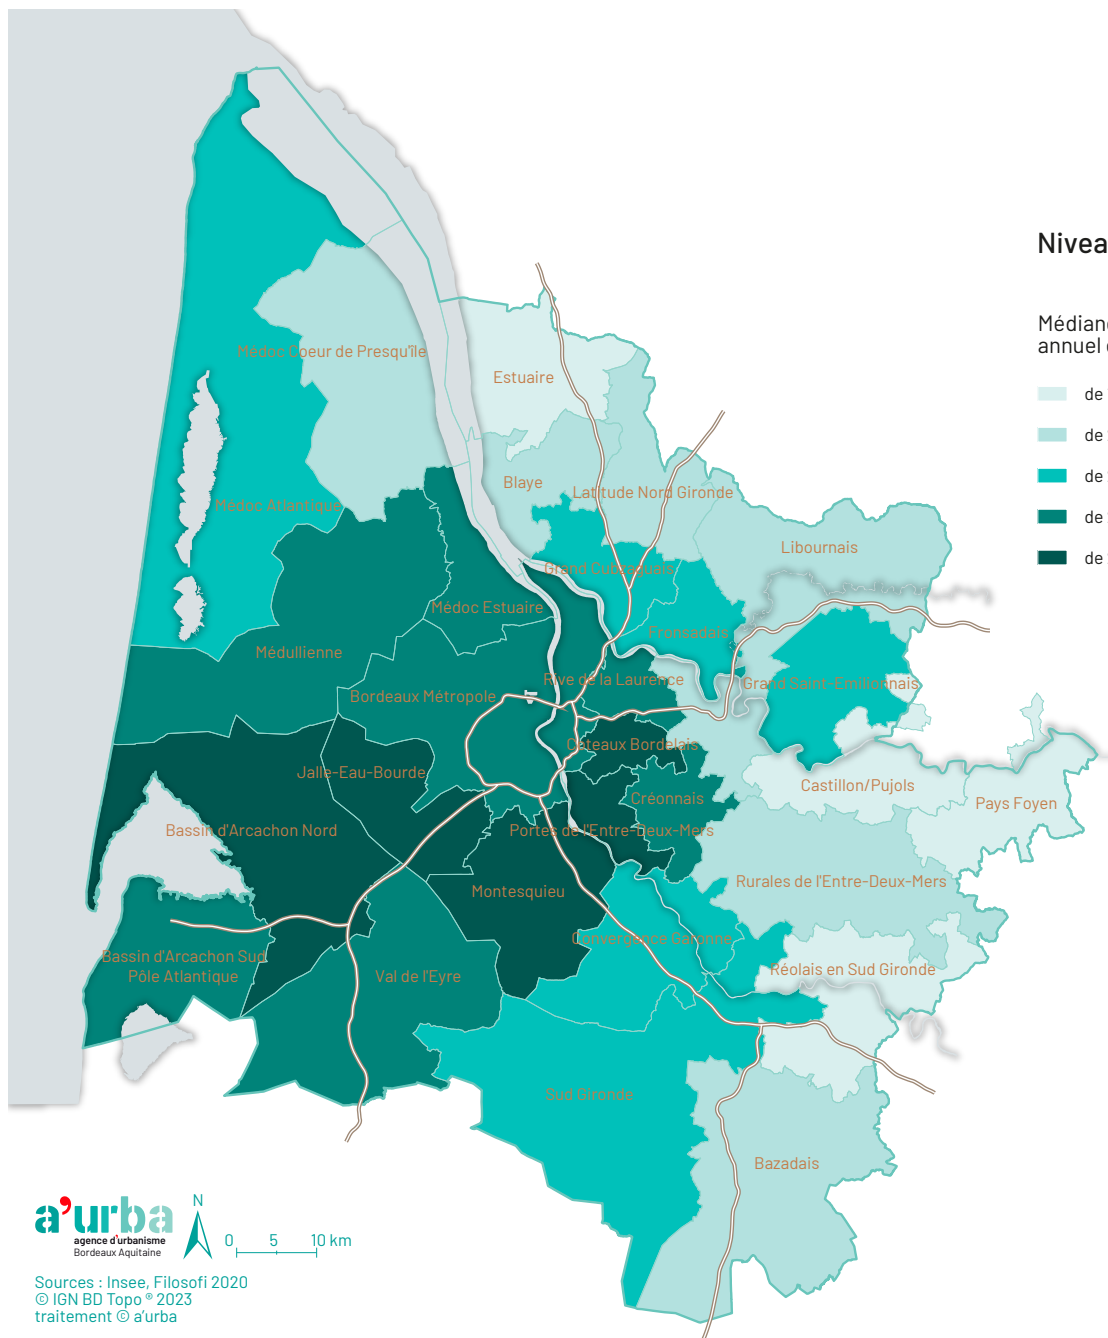 Nivea
Médian
annuel
de
de
de
de
de
Médoc Coeur de Presqu'île
Estuaire
Blaye
Latitude Nord Gironde
Médoc Atlantique
Libournais
Grand Cubzaguais
Médoc Estuaire
Fronsadais
Médullienne
Rive de la Laurence
Grand Saint-Emilionnais
Bordeaux Métropole
Coteaux Bordelais
Jalle-Eau-Bourde
Castillon/Pujols
Créonnais
Pays Foyen
Bassin d'Arcachon Nord
Portes de l'Entre-Deux-Mers
Rurales de l'Entre-Deux-Mers
Montesquieu
Convergence Garonne
Bassin d'Arcachon Sud
Pôle Atlantique
Val de l'Eyre
Réolais en Sud Gironde
Sud Gironde
Bazadais
a'urba
agence d'urbanisme
Bordeaux Aquitaine
N
0 5 10 km
Sources : Insee, Filosofi 2020
© IGN BD Topo ® 2023
traitement © a'urba